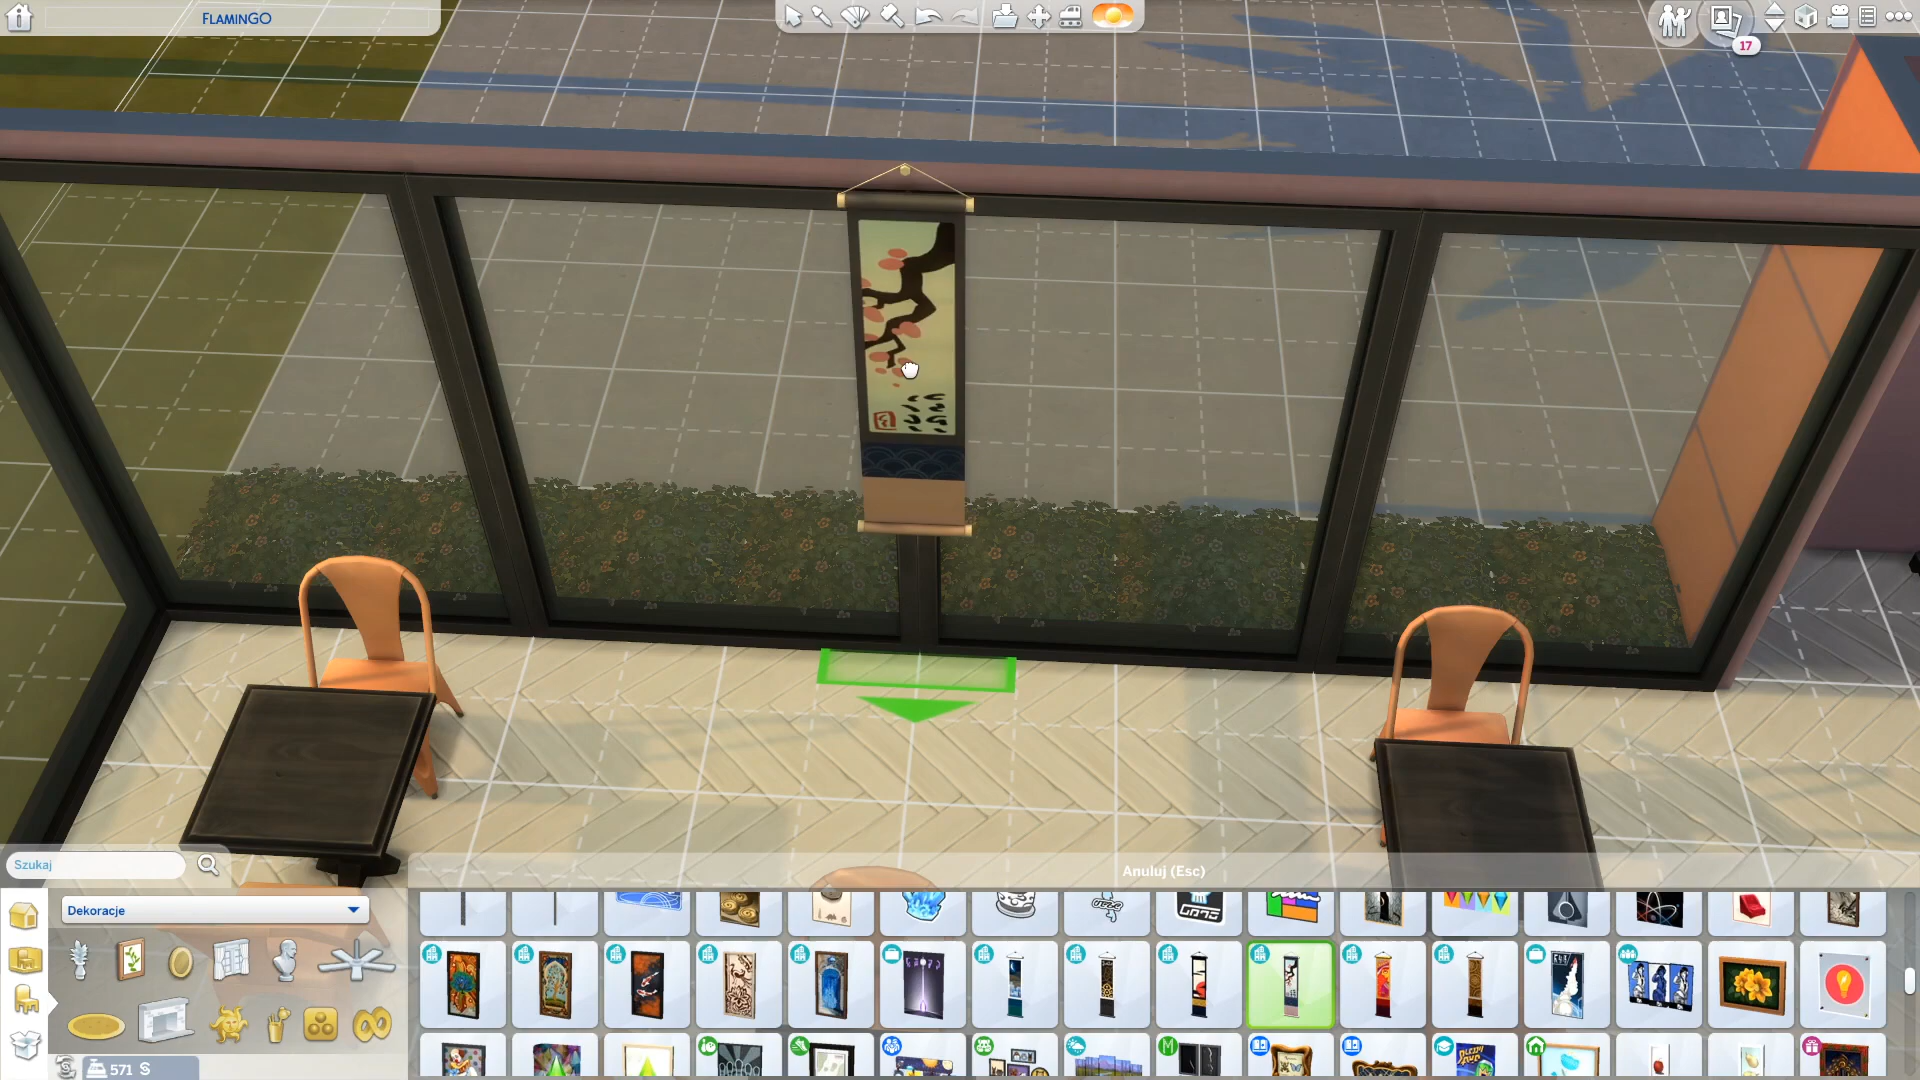 FLAMINGO
17
Anuluj (Esc)
Szukaj
Dekoracje
571 S